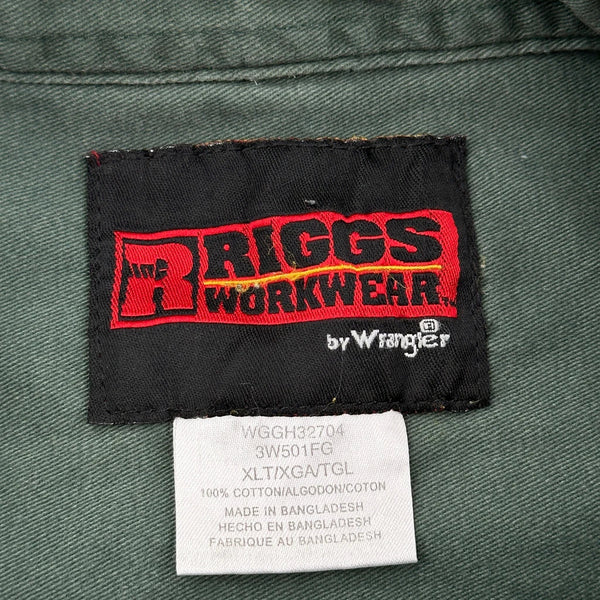 RIGGS
WORKWEAR™
by Wrangler
WGGH32704
3W501FG
XLT/XGA/TGL
100% COTTON/ALGODON/COTON
MADE IN BANGLADESH
HECHO EN BANGLADESH
FABRIQUE AU BANGLADESH